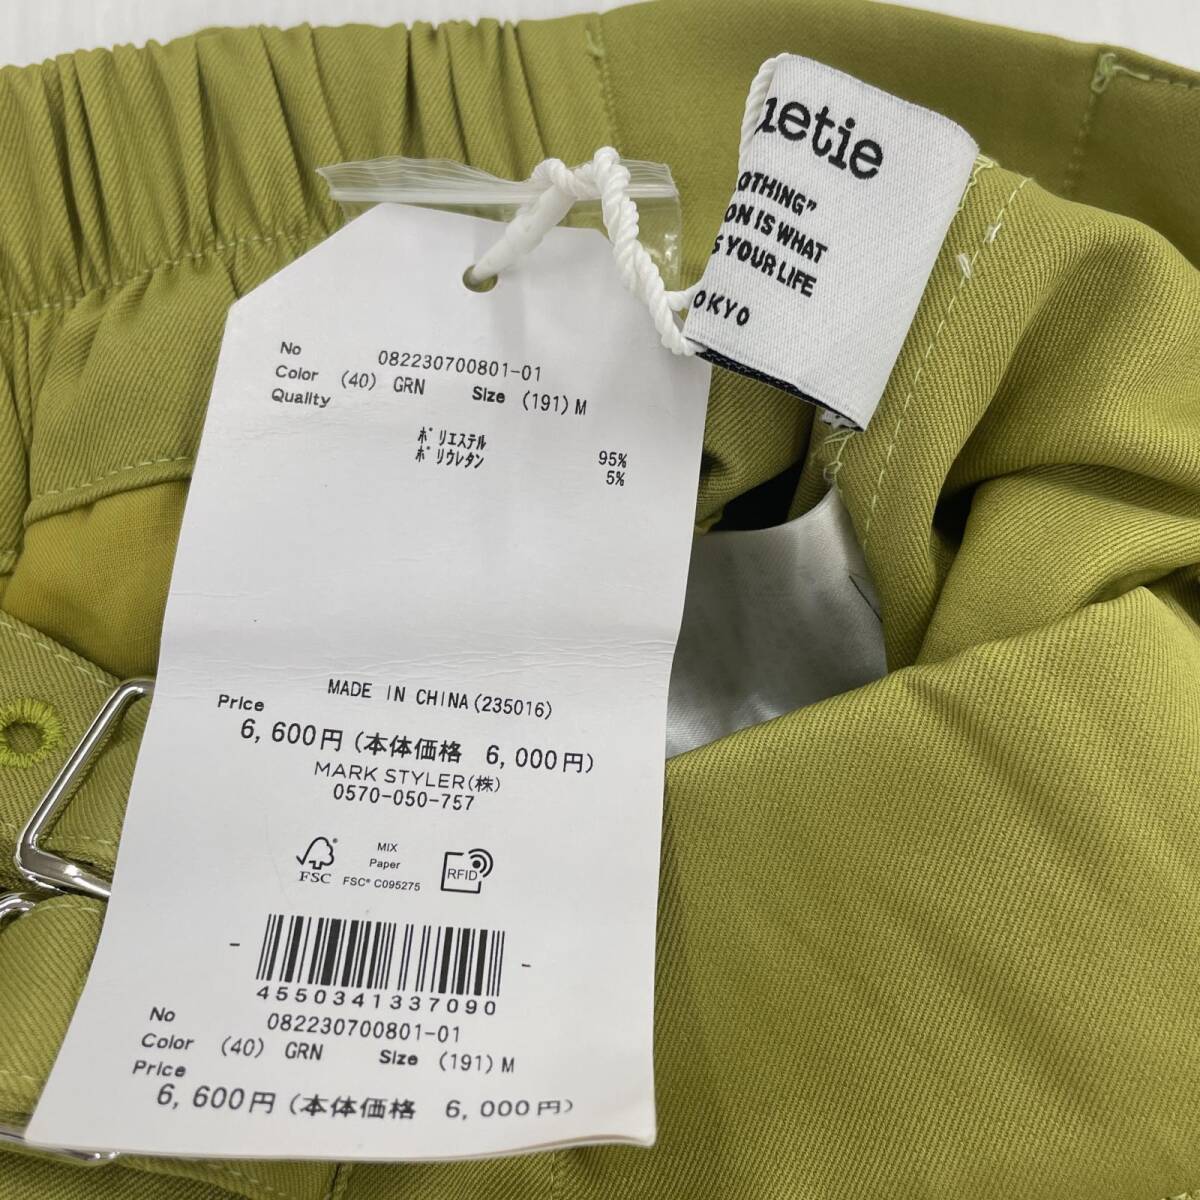 uetie
LOTHING"
ON IS WHAT
S YOUR LIFE
OKYO
No 082230700801-01
Color (40) GRN Size (191) M
Quality
ポリエステル 95%
ポリウレタン 5%
MADE IN CHINA(235016)
Price
6,600円(本体価格 6,000円)
MARK STYLER(株)
0570-050-757
FSC
MIX
Paper
FSC® C095275
RFID
4550341337090
No 082230700801-01
Color (40) GRN Size (191) M
Price
6,600円(本体価格 6,000円)